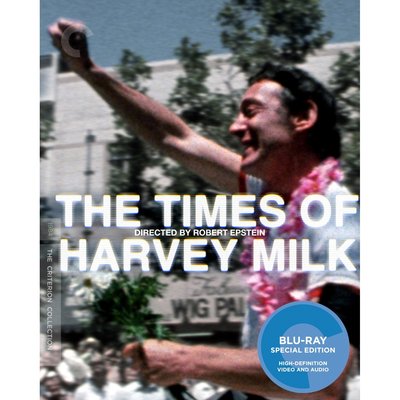 THE TIMES OF
DIRECTED BY ROBERT EPSTEIN
HARVEY MILK
THE CRITERION COLLECTION
WIG PAL
BLU-RAY
SPECIAL EDITION
HIGH-DEFINITION
VIDEO AND AUDIO